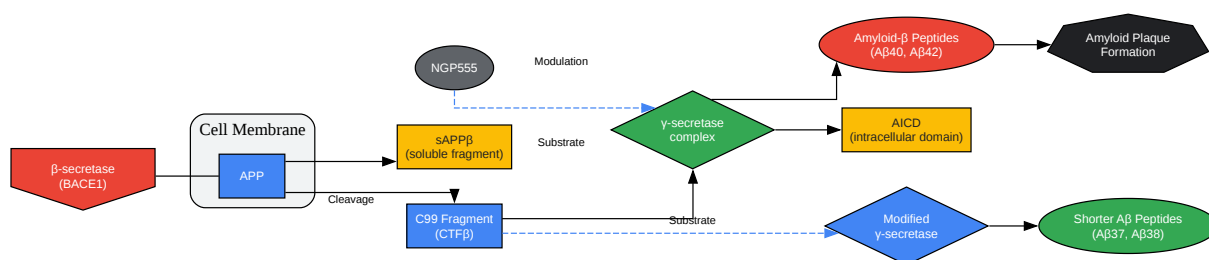 β-secretase
(BACE1)
Cell Membrane
APP
Cleavage
sAPPβ
(soluble fragment)
C99 Fragment
(CTFβ)
NGP555
Modulation
Substrate
Substrate
γ-secretase
complex
Amyloid-β Peptides
(Aβ40, Aβ42)
Amyloid Plaque
Formation
AICD
(intracellular domain)
Modified
γ-secretase
Shorter Aβ Peptides
(Aβ37, Aβ38)